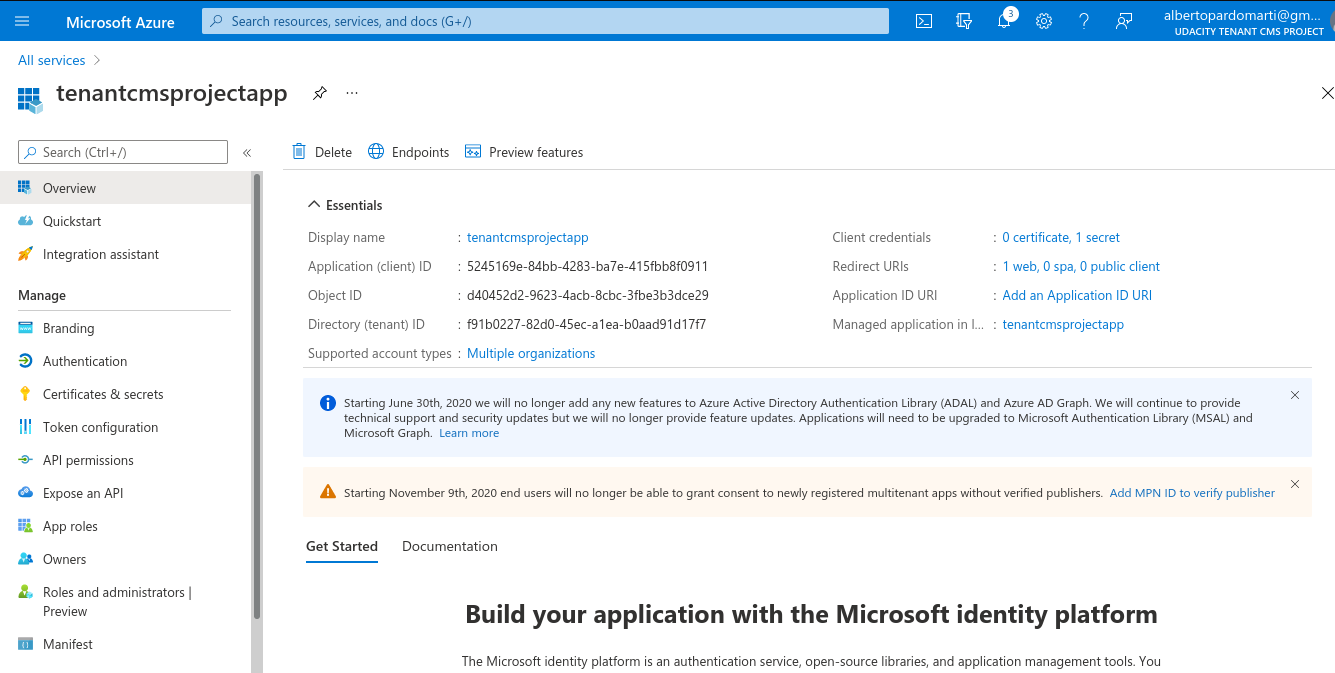 Microsoft Azure
Search resources, services, and docs (G+/)
3
albertopardomarti@gm...
UDACITY TENANT CMS PROJECT
All services
tenantcmsprojectapp
...
Search (Ctrl+/)
«
Delete
Endpoints
Preview features
Overview
Quickstart
Integration assistant
Manage
Branding
Authentication
Certificates & secrets
Token configuration
API permissions
Expose an API
App roles
Owners
Roles and administrators |
Preview
Manifest
Essentials
Display name : tenantcmsprojectapp
Application (client) ID : 5245169e-84bb-4283-ba7e-415fbb8f0911
Object ID : d40452d2-9623-4acb-8cbc-3fbe3b3dce29
Directory (tenant) ID : f91b0227-82d0-45ec-a1ea-b0aad91d17f7
Supported account types : Multiple organizations
Client credentials : 0 certificate, 1 secret
Redirect URIs : 1 web, 0 spa, 0 public client
Application ID URI : Add an Application ID URI
Managed application in l... : tenantcmsprojectapp
Starting June 30th, 2020 we will no longer add any new features to Azure Active Directory Authentication Library (ADAL) and Azure AD Graph. We will continue to provide
technical support and security updates but we will no longer provide feature updates. Applications will need to be upgraded to Microsoft Authentication Library (MSAL) and
Microsoft Graph. Learn more
Starting November 9th, 2020 end users will no longer be able to grant consent to newly registered multitenant apps without verified publishers. Add MPN ID to verify publisher
Get Started
Documentation
Build your application with the Microsoft identity platform
The Microsoft identity platform is an authentication service, open-source libraries, and application management tools. You